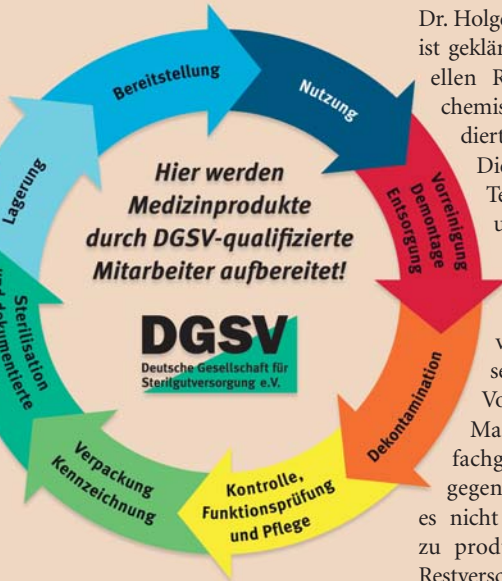 Bereitstellung
Nutzung
Vorreinigung
Demontage
Entsorgung
Dekontamination
Kontrolle,
Funktionsprüfung
und Pflege
Verpackung
Kennzeichnung
Sterilisation
dokumentierte
Lagerung
Hier werden
Medizinprodukte
durch DGSV-qualifizierte
Mitarbeiter aufbereitet!
DGSV
Deutsche Gesellschaft für
Sterilgutversorgung e.V.
Dr. Holg
ist geklär
ellen R
chemis
diert
Die
Te
u
v
se
Vo
Ma
fachg
gegen
es nicht
zu prod
Restversc